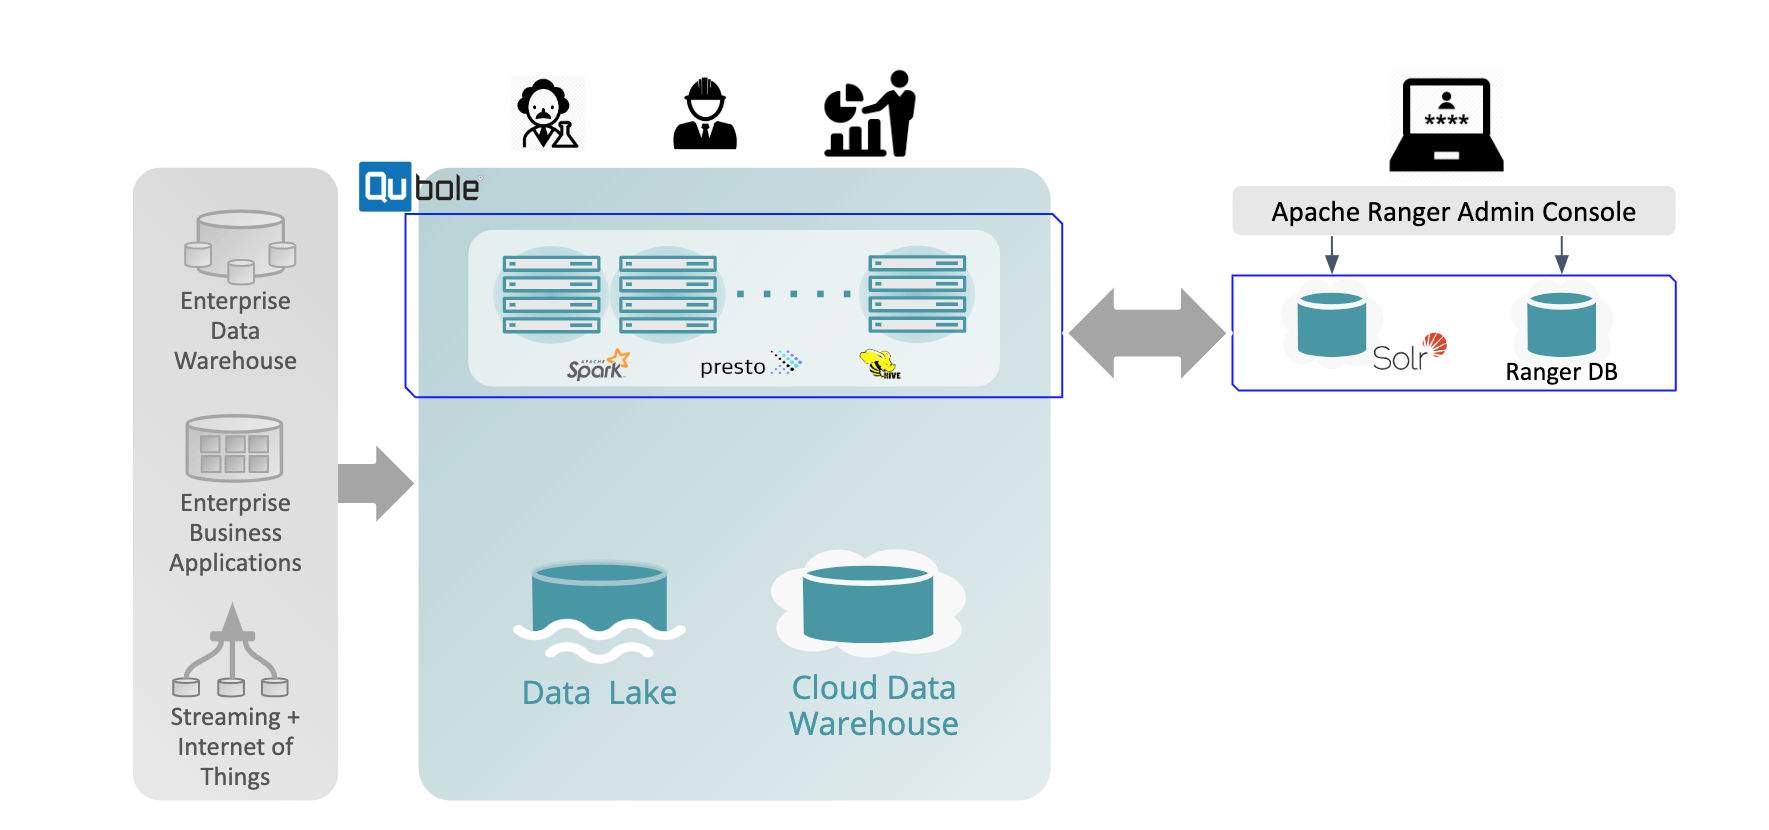 Enterprise
Data
Warehouse
Enterprise
Business
Applications
Streaming +
Internet of
Things
Qubole
APACHE
Spark
presto
HIVE
Data Lake
Cloud Data
Warehouse
****
Apache Ranger Admin Console
Solr
Ranger DB